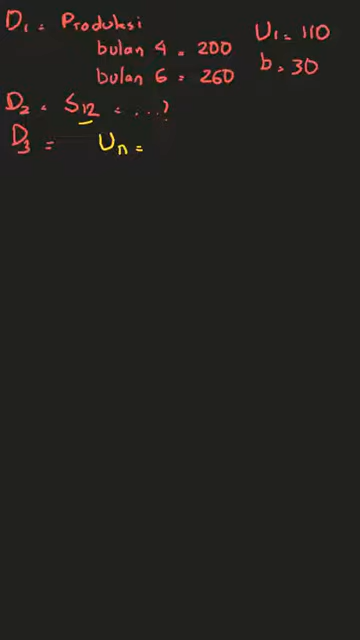 D1 = Produksi
bulan 4 = 200
bulan 6 = 260
U1 = 110
b = 30
D2 = S12 = ...?
D3 =
Un =